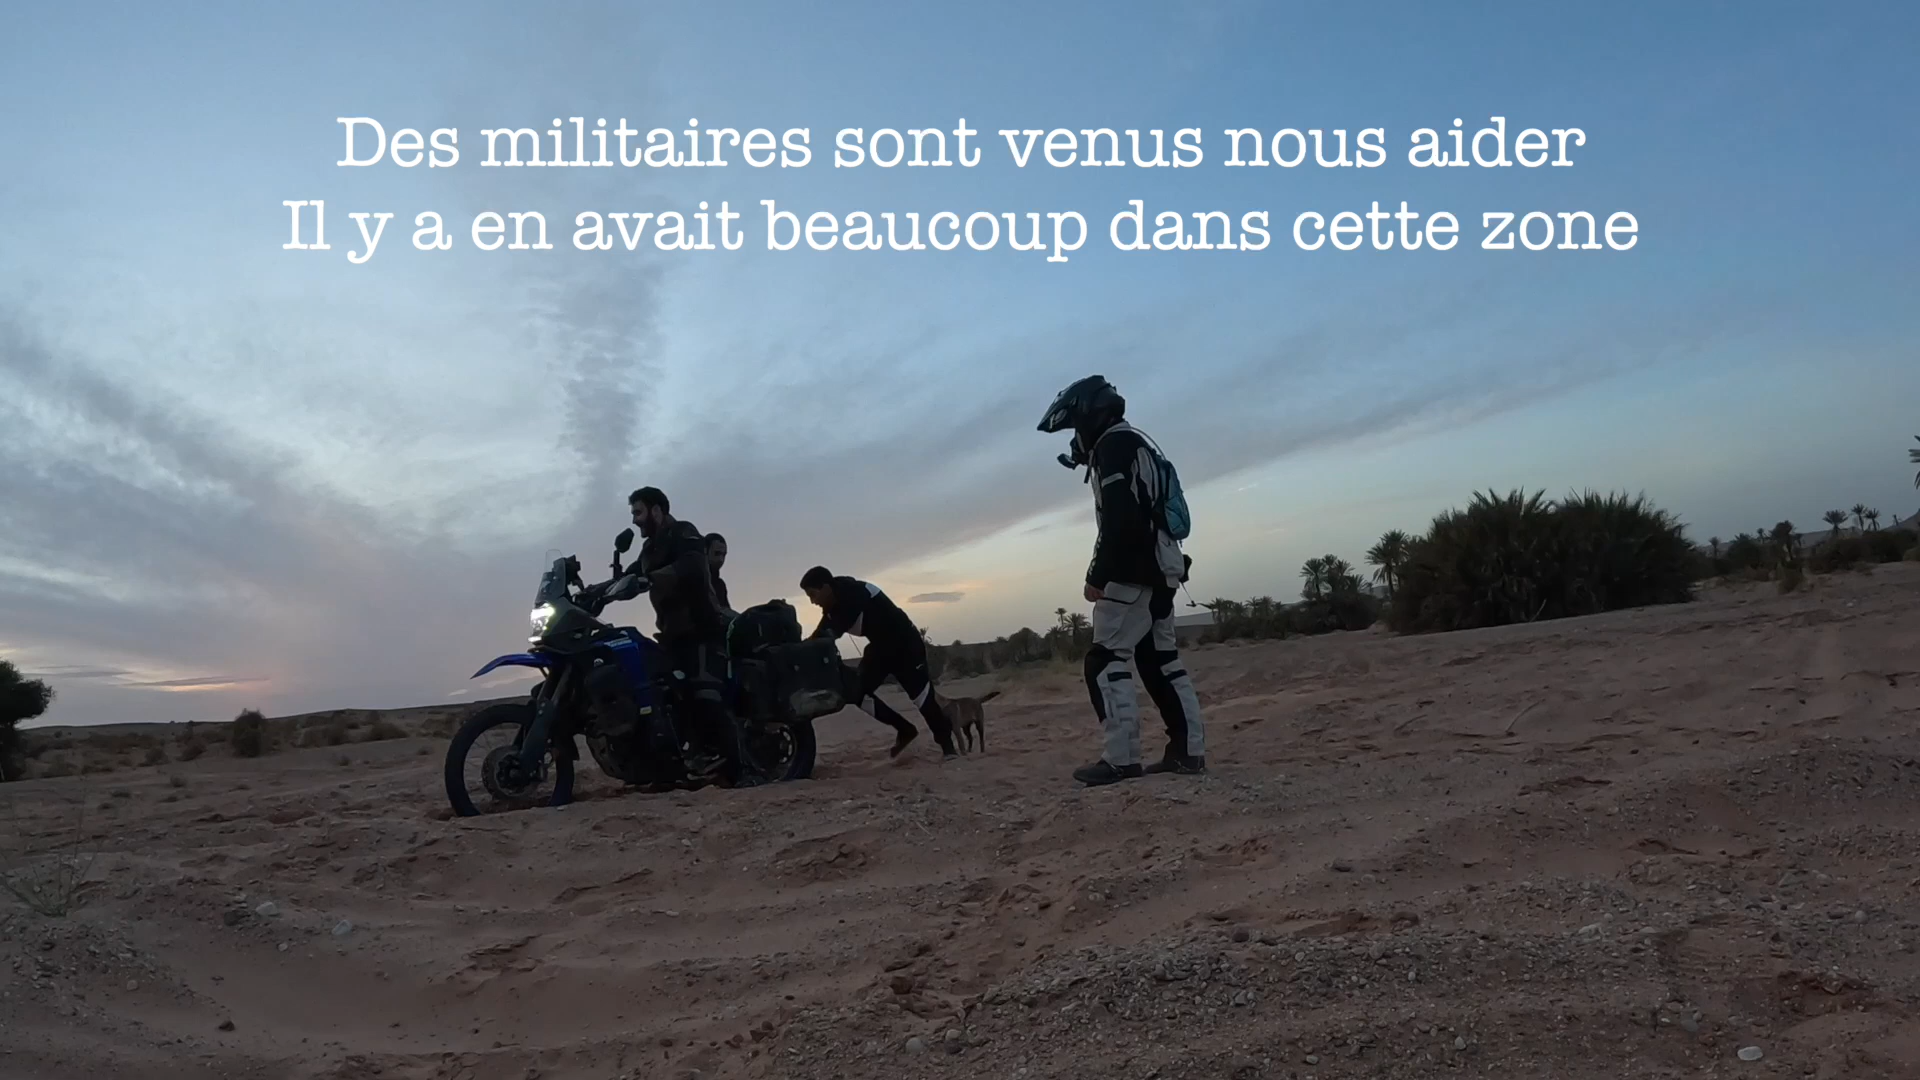 Des militaires sont venus nous aider
Il y a en avait beaucoup dans cette zone